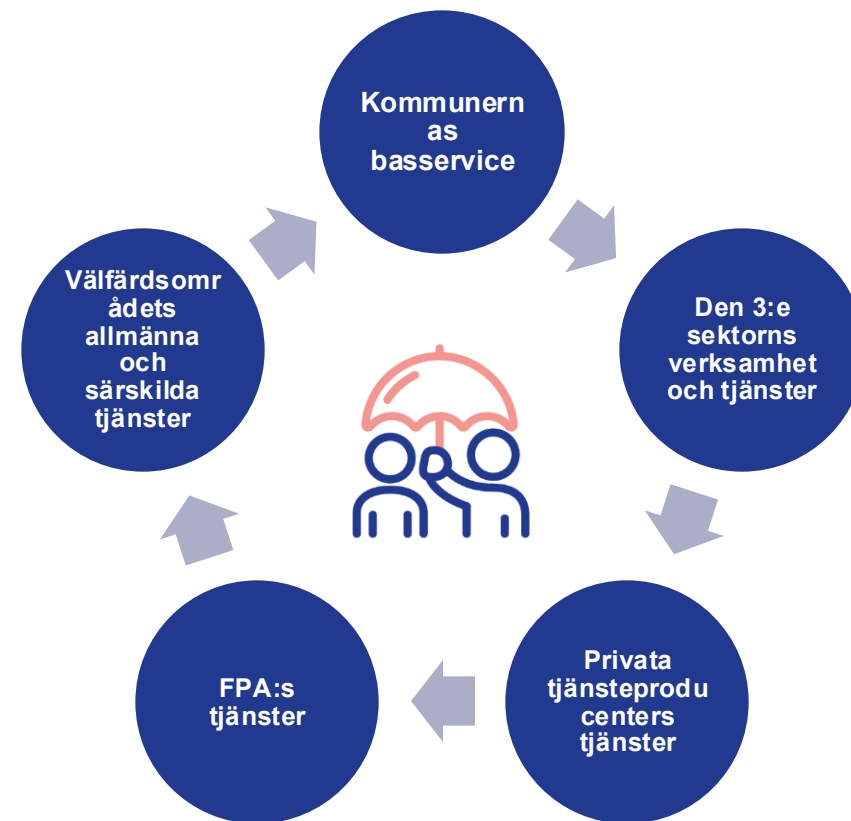 Kommunern
as
basservice
Den 3:e
sektorns
verksamhet
och tjänster
Privata
tjänsteprodu
centers
tjänster
FPA:s
tjänster
Välfärdsomr
ådets
allmänna
och
särskilda
tjänster